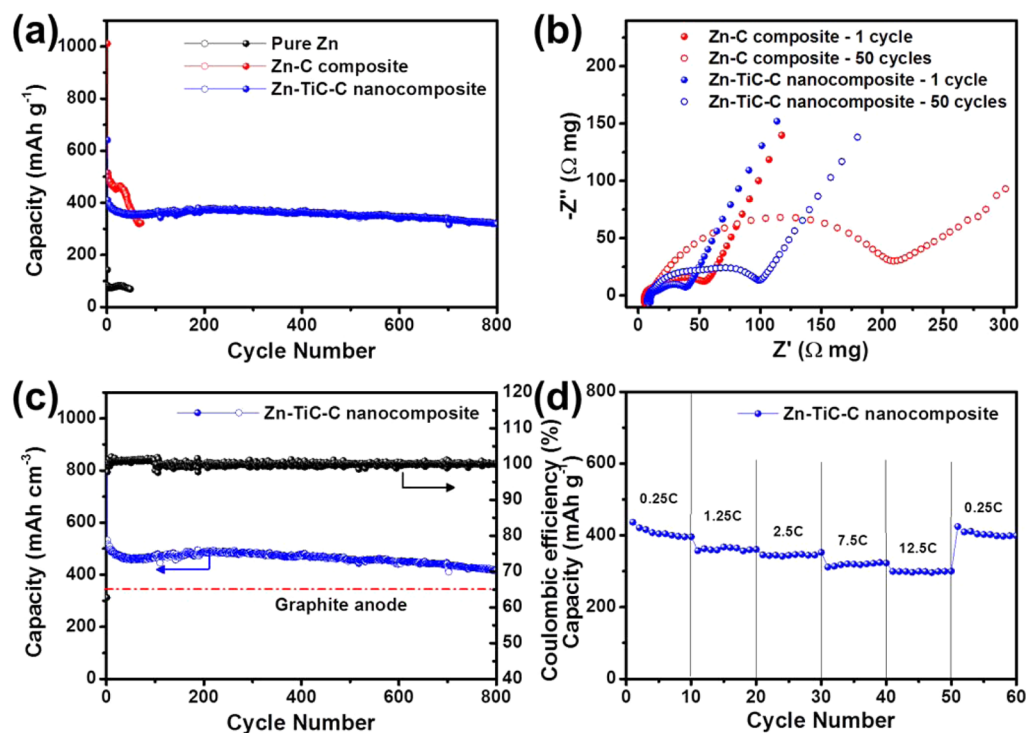 (a)
Pure Zn
Zn-C composite
Zn-TiC-C nanocomposite
Capacity (mAh g⁻¹)
1000
800
600
400
200
0
0 200 400 600 800
Cycle Number
(b)
Zn-C composite - 1 cycle
Zn-C composite - 50 cycles
Zn-TiC-C nanocomposite - 1 cycle
Zn-TiC-C nanocomposite - 50 cycles
-Z'' (Ω mg)
200
150
100
50
0
0 50 100 150 200 250 300
Z' (Ω mg)
(c)
Zn-TiC-C nanocomposite
Capacity (mAh cm⁻³)
1000
800
600
400
200
0
Graphite anode
120
110
100
90
80
70
60
50
40
Coulombic efficiency (%)
0 200 400 600 800
Cycle Number
(d)
Zn-TiC-C nanocomposite
Capacity (mAh g⁻¹)
800
600
400
200
0
0.25C
1.25C
2.5C
7.5C
12.5C
0.25C
0 10 20 30 40 50 60
Cycle Number